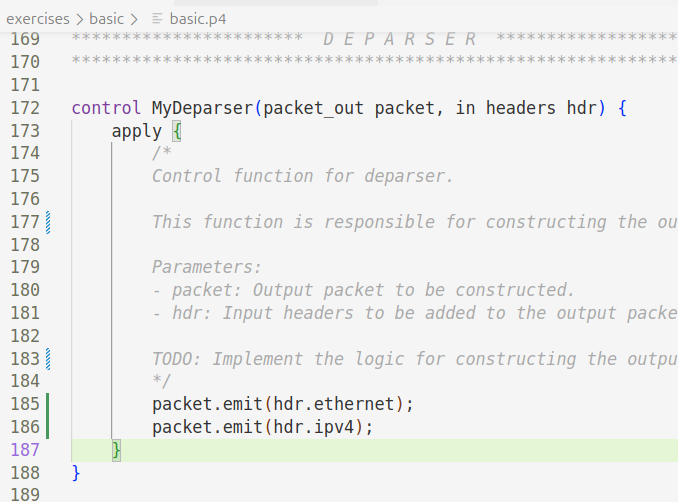 exercises > basic > basic.p4
169 *********************** D E P A R S E R ******************
170 ************************************************************
171
172 control MyDeparser(packet_out packet, in headers hdr) {
173 apply {
174 /*
175 Control function for deparser.
176
177 This function is responsible for constructing the ou
178
179 Parameters:
180 - packet: Output packet to be constructed.
181 - hdr: Input headers to be added to the output packe
182
183 TODO: Implement the logic for constructing the outpu
184 */
185 packet.emit(hdr.ethernet);
186 packet.emit(hdr.ipv4);
187 }
188 }
189